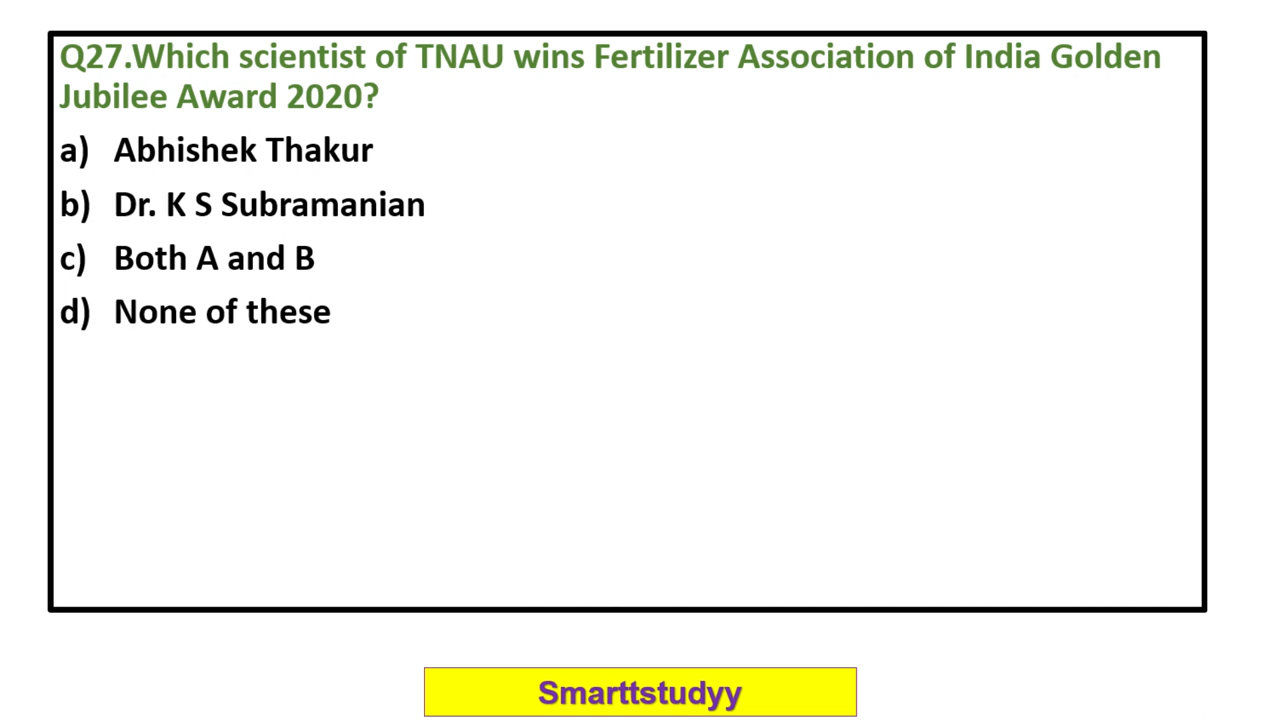 Q27.Which scientist of TNAU wins Fertilizer Association of India Golden
Jubilee Award 2020?
a) Abhishek Thakur
b) Dr. K S Subramanian
c) Both A and B
d) None of these
Smarttstudyy